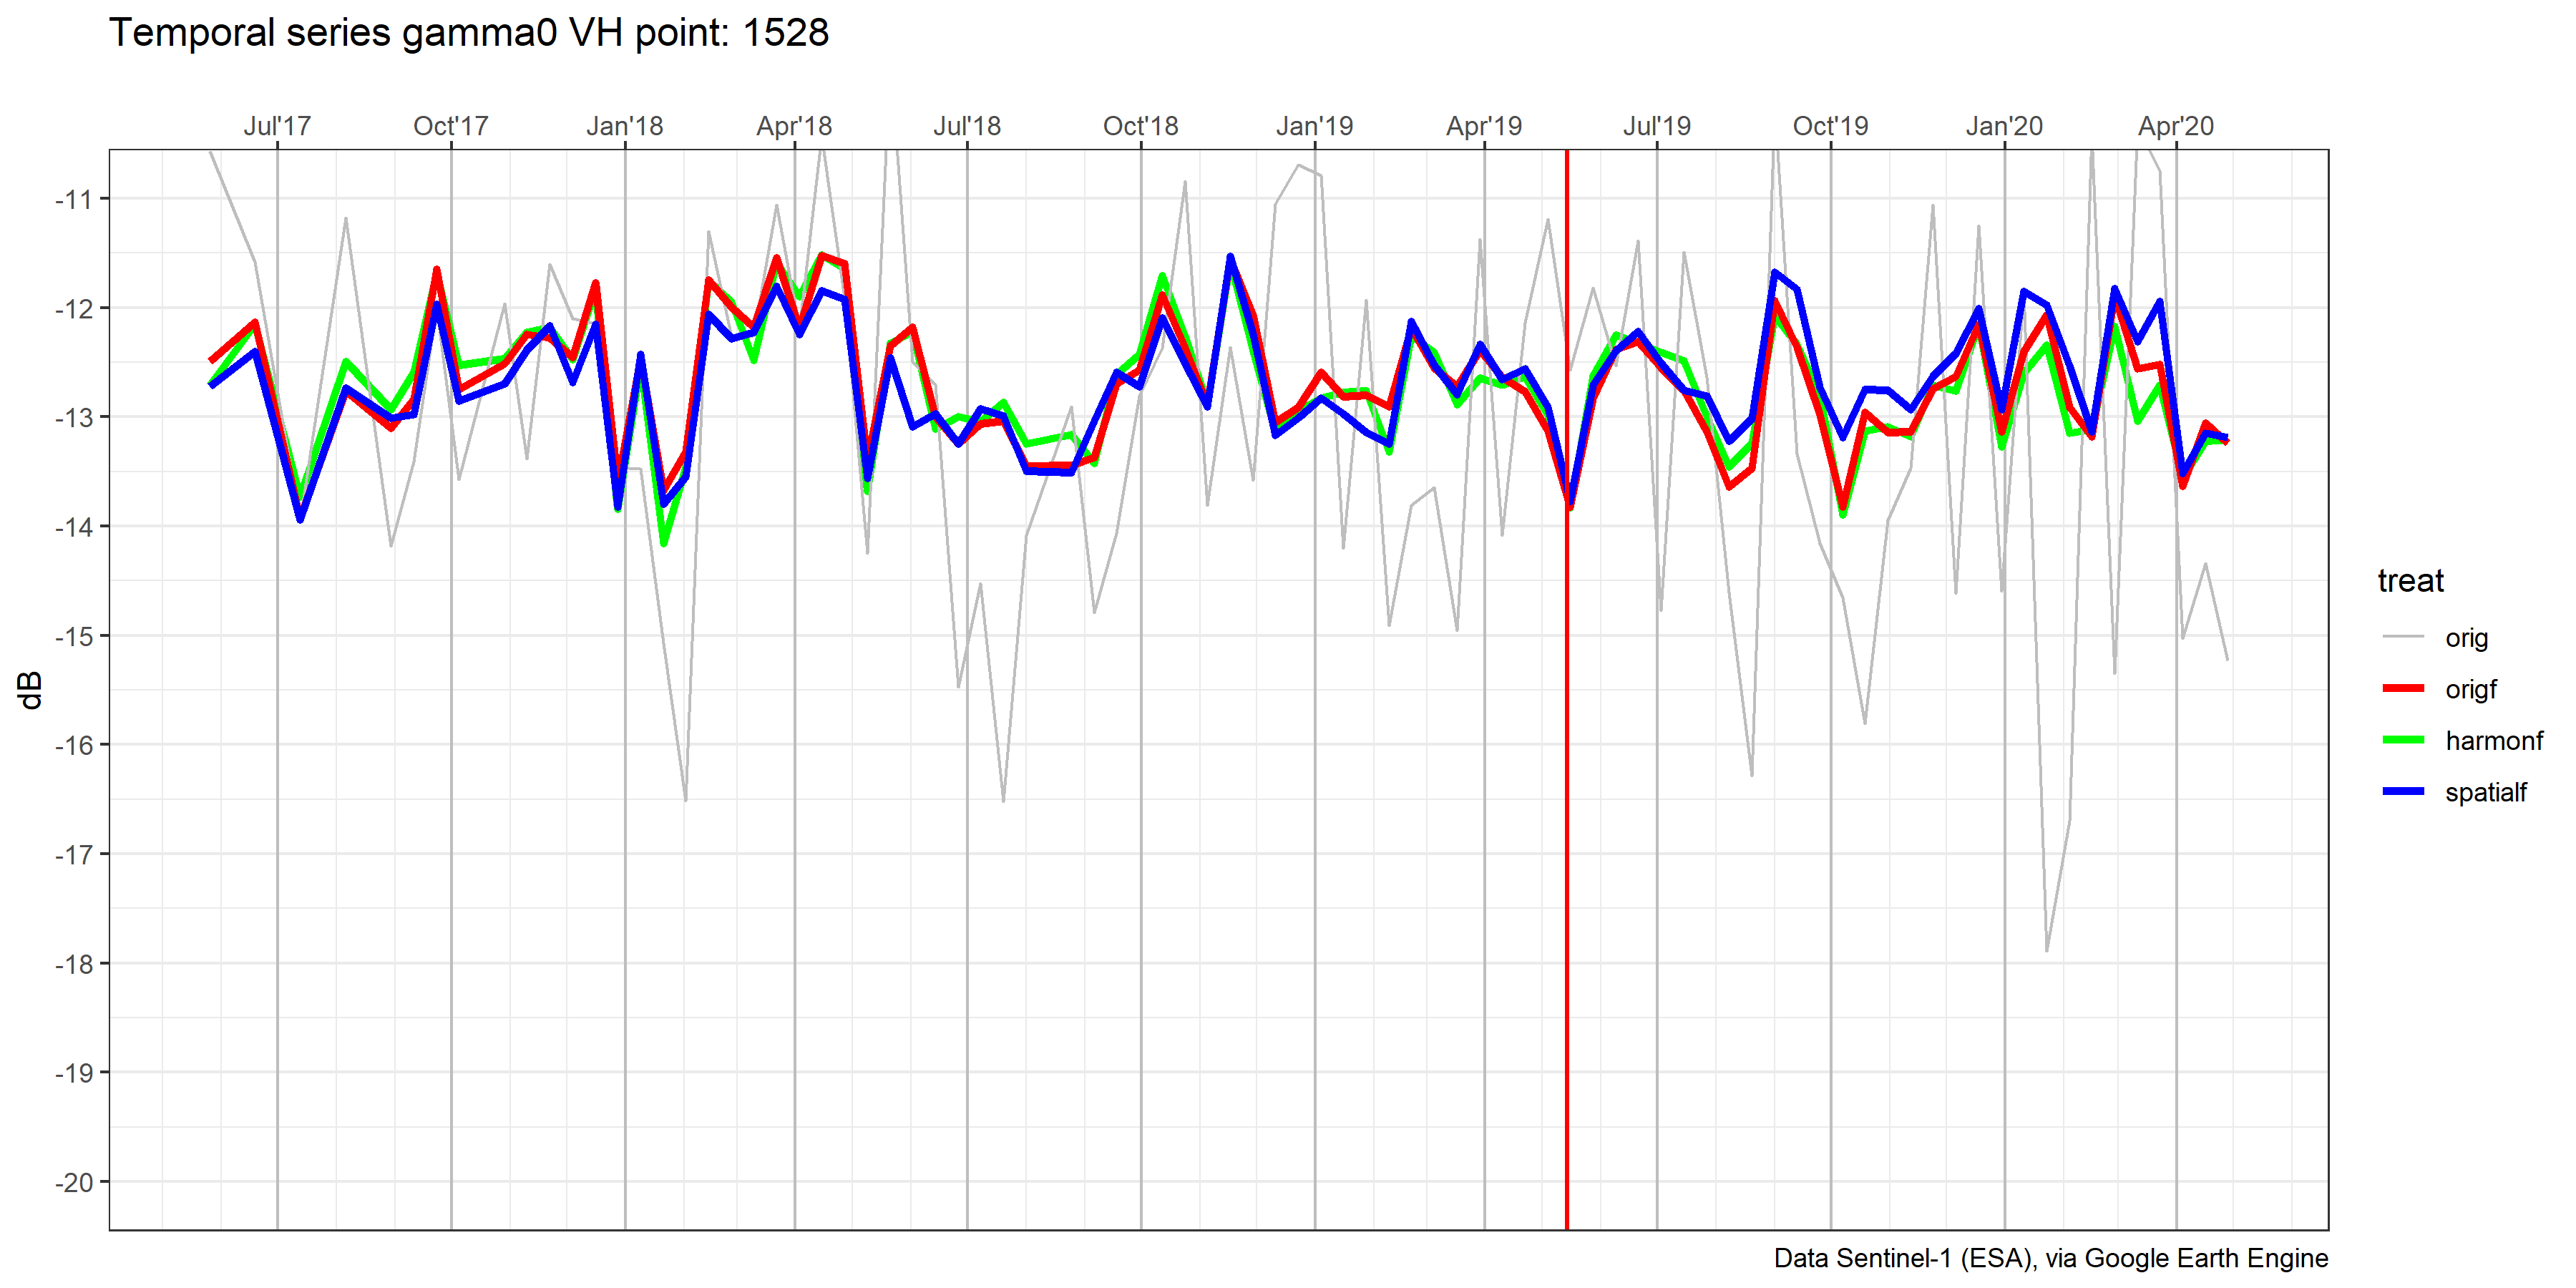 Temporal series gamma0 VH point: 1528
Jul'17 Oct'17 Jan'18 Apr'18 Jul'18 Oct'18 Jan'19 Apr'19 Jul'19 Oct'19 Jan'20 Apr'20
-11
-12
-13
-14
-15
-16
-17
-18
-19
-20
dB
treat
orig
origf
harmonf
spatialf
Data Sentinel-1 (ESA), via Google Earth Engine